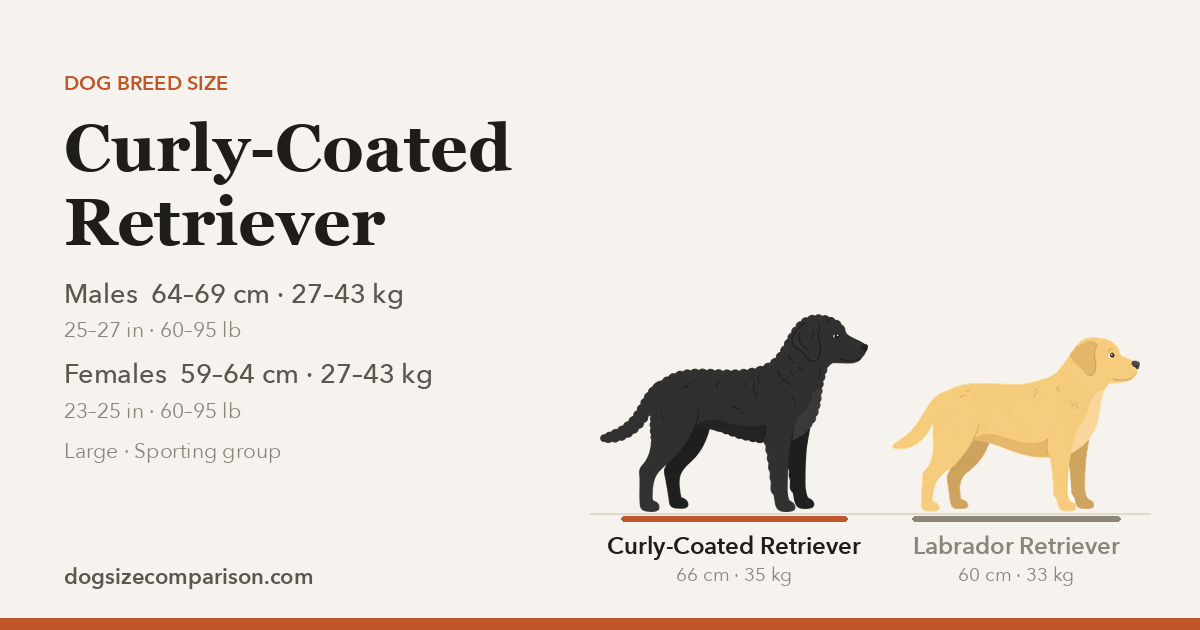 DOG BREED SIZE
Curly-Coated
Retriever
Males 64–69 cm · 27–43 kg
25–27 in · 60–95 lb
Females 59–64 cm · 27–43 kg
23–25 in · 60–95 lb
Large · Sporting group
Curly-Coated Retriever
66 cm · 35 kg
Labrador Retriever
60 cm · 33 kg
dogsizecomparison.com